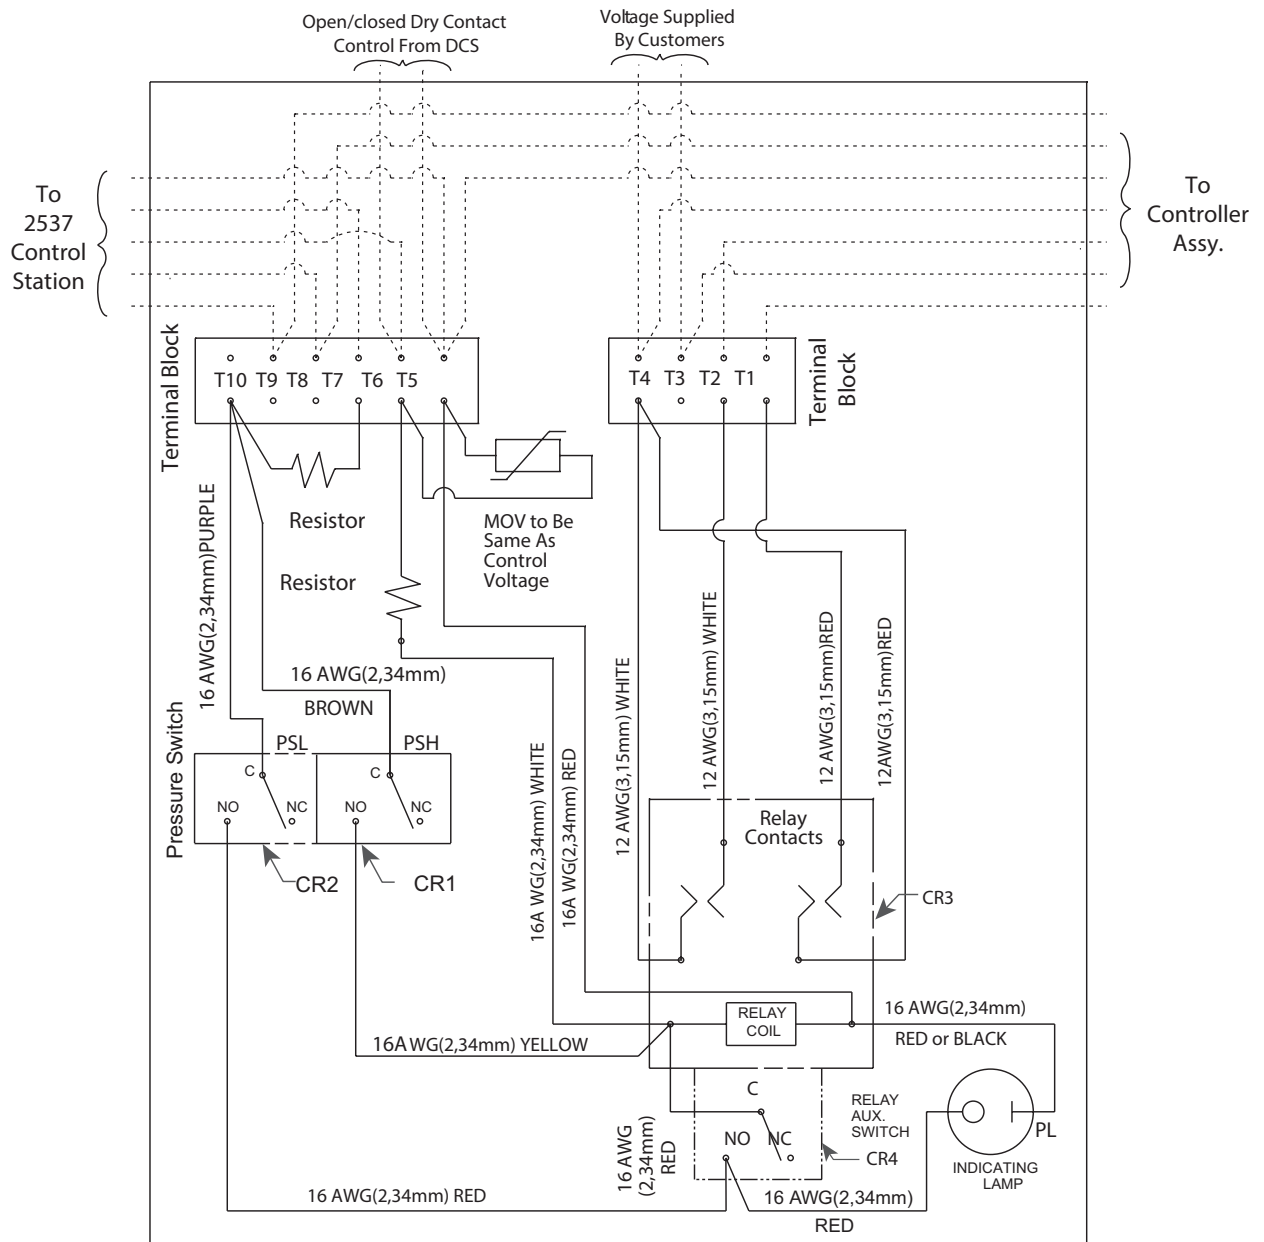 Open/closed Dry Contact
Control From DCS
Voltage Supplied
By Customers
To
2537
Control
Station
To
Controller
Assy.
Terminal Block
T10 T9 T8 T7 T6 T5
T4 T3 T2 T1
Terminal
Block
Resistor
Resistor
MOV to Be
Same As
Control
Voltage
16 AWG(2,34mm)PURPLE
16 AWG(2,34mm)
BROWN
Pressure Switch
PSL
PSH
C
NO
NC
C
NO
NC
CR2
CR1
16A WG(2,34mm) WHITE
16A WG(2,34mm) RED
12 AWG(3,15mm) WHITE
12 AWG(3,15mm) WHITE
12 AWG(3,15mm)RED
12AWG(3,15mm)RED
Relay
Contacts
CR3
RELAY
COIL
16 AWG(2,34mm)
RED or BLACK
16A WG(2,34mm) YELLOW
C
NO
NC
RELAY
AUX.
SWITCH
CR4
PL
INDICATING
LAMP
16 AWG
(2,34mm)
RED
16 AWG(2,34mm) RED
16 AWG(2,34mm)
RED